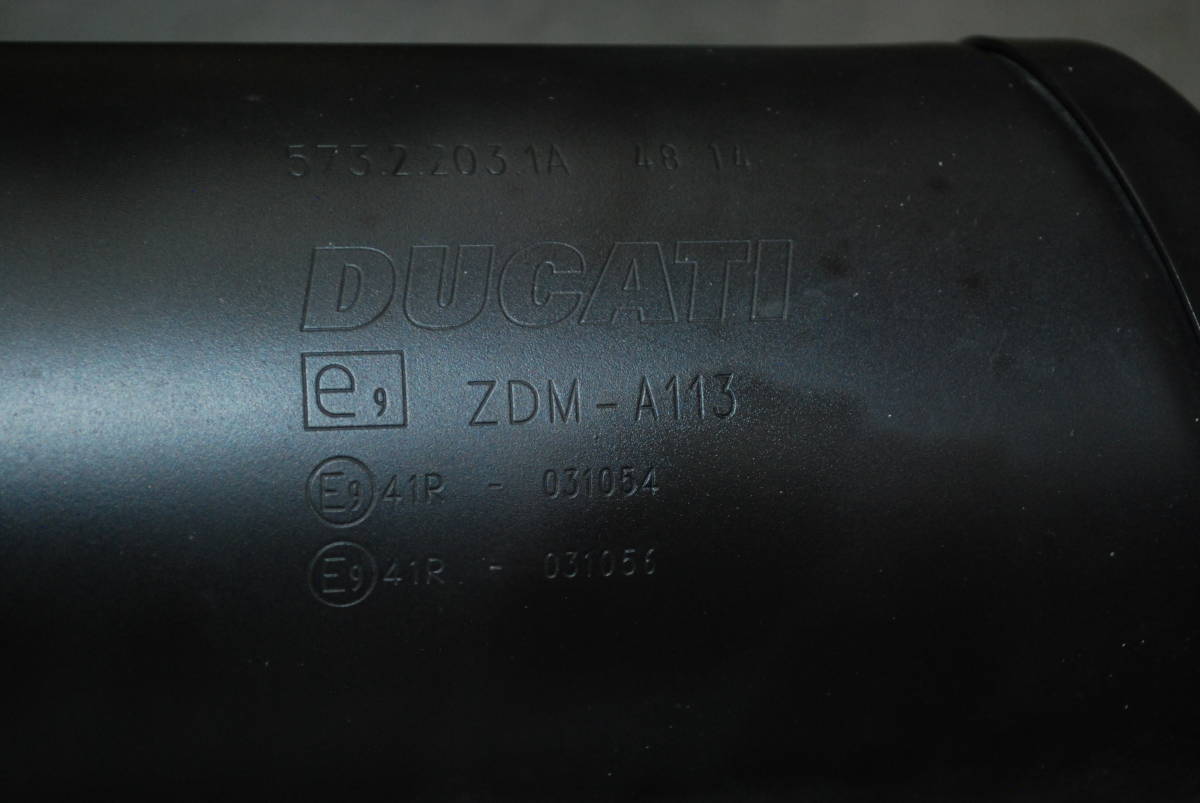 573.2.203.1A 48 14
DUCATI
e9 ZDM-A113
E9 41R - 031054
E9 41R - 031056